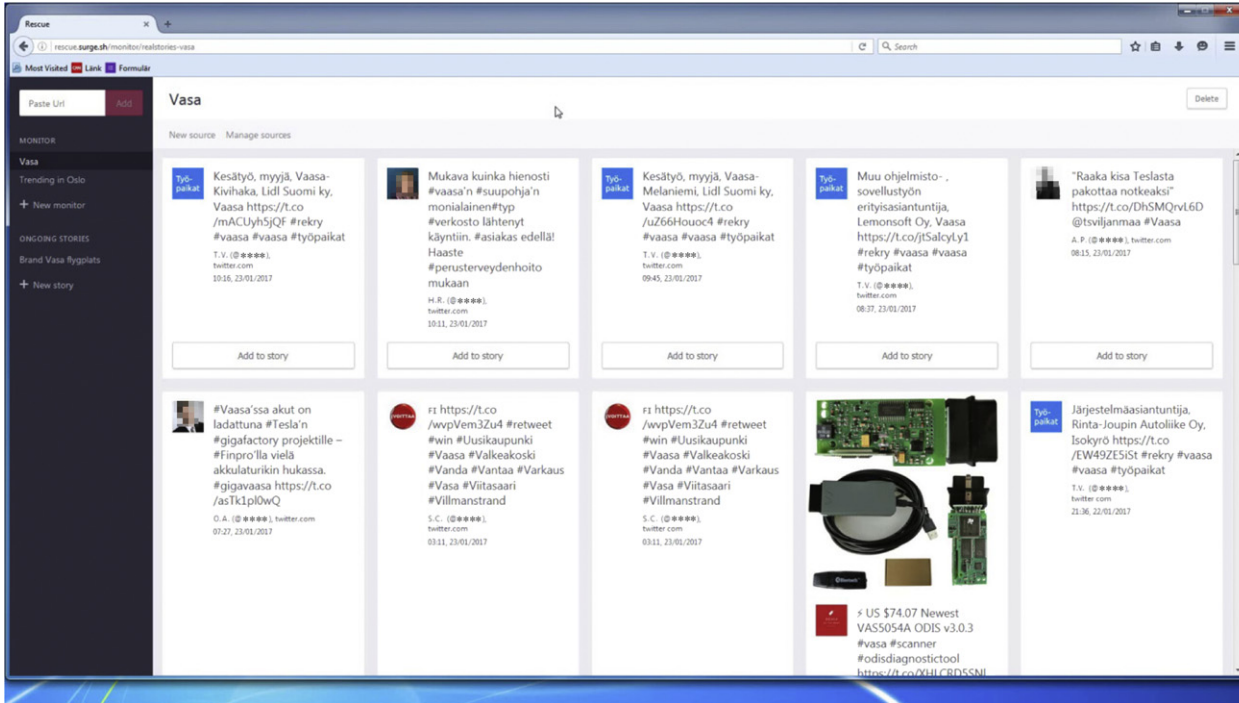 Rescue
rescue.surge.sh/monitor/realstories-vasa
Search
Most Visited
Länk
Formulär
Paste Url
Add
MONITOR
Vasa
Trending in Oslo
+ New monitor
ONGOING STORIES
Brand Vasa flygplats
+ New story
Vasa
Delete
New source Manage sources
Työ-
paikat
Kesätyö, myyjä, Vaasa-
Kivihaka, Lidl Suomi ky,
Vaasa https://t.co
/mACUyh5jQF #rekry
#vaasa #vaasa #työpaikat
T.V. (@****),
twitter.com
10:16, 23/01/2017
Add to story
Mukava kuinka hienosti
#vaasa'n #suupohja'n
monialainen#typ
#verkosto lähtenyt
käyntiin. #asiakas edellä!
Haaste
#perusterveydenhoito
mukaan
H.R. (@****),
twitter.com
10:11, 23/01/2017
Add to story
Työ-
paikat
Kesätyö, myyjä, Vaasa-
Melaniemi, Lidl Suomi ky,
Vaasa https://t.co
/uZ66Houoc4 #rekry
#vaasa #vaasa #työpaikat
T.V. (@****),
twitter.com
09:45, 23/01/2017
Add to story
Työ-
paikat
Muu ohjelmisto- ,
sovellustyön
erityisasiantuntija,
Lemonsoft Oy, Vaasa
https://t.co/jtSalcyLy1
#rekry #vaasa #vaasa
#työpaikat
T.V. (@****),
twitter.com
08:37, 23/01/2017
Add to story
"Raaka kisa Teslasta
pakottaa notkeaksi"
https://t.co/DhSMQrvL6D
@tsviljanmaa #Vaasa
A.P. (@****), twitter.com
08:15, 23/01/2017
Add to story
#Vaasa'ssa akut on
ladattuna #Tesla'n
#gigafactory projektille –
#Finpro'lla vielä
akkulaturikin hukassa.
#gigavaasa https://t.co
/asTk1pl0wQ
O.A. (@****), twitter.com
07:27, 23/01/2017
FI https://t.co
/wvpVem3Zu4 #retweet
#win #Uusikaupunki
#Vaasa #Valkeakoski
#Vanda #Vantaa #Varkaus
#Vasa #Viitasaari
#Villmanstrand
S.C. (@****),
twitter.com
03:11, 23/01/2017
FI https://t.co
/wvpVem3Zu4 #retweet
#win #Uusikaupunki
#Vaasa #Valkeakoski
#Vanda #Vantaa #Varkaus
#Vasa #Viitasaari
#Villmanstrand
S.C. (@****),
twitter.com
03:11, 23/01/2017
⚡ US $74.07 Newest
VAS5054A ODIS v3.0.3
#vasa #scanner
#odisdiagnostictool
https://t.co/XHLCRD5SNI
Työ-
paikat
Järjestelmäasiantuntija,
Rinta-Joupin Autoliike Oy,
Isokyrö https://t.co
/EW49ZE5iSt #rekry #vaasa
#vaasa #työpaikat
T.V. (@****),
twitter.com
21:36, 22/01/2017